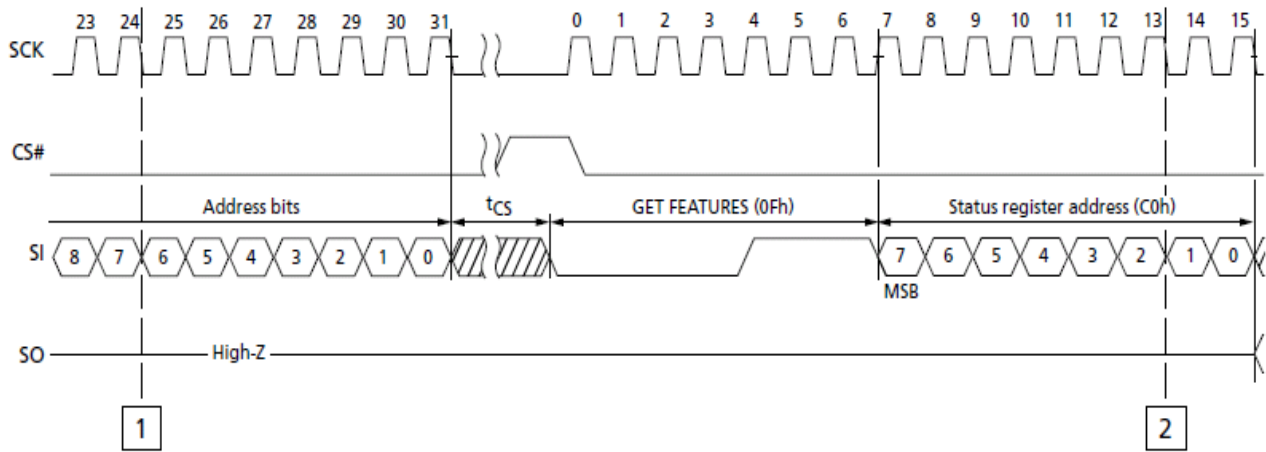 23 24 25 26 27 28 29 30 31 0 1 2 3 4 5 6 7 8 9 10 11 12 13 14 15
SCK
CS#
Address bits tCS GET FEATURES (0Fh) Status register address (C0h)
SI 8 7 6 5 4 3 2 1 0 7 6 5 4 3 2 1 0
MSB
SO High-Z
1 2